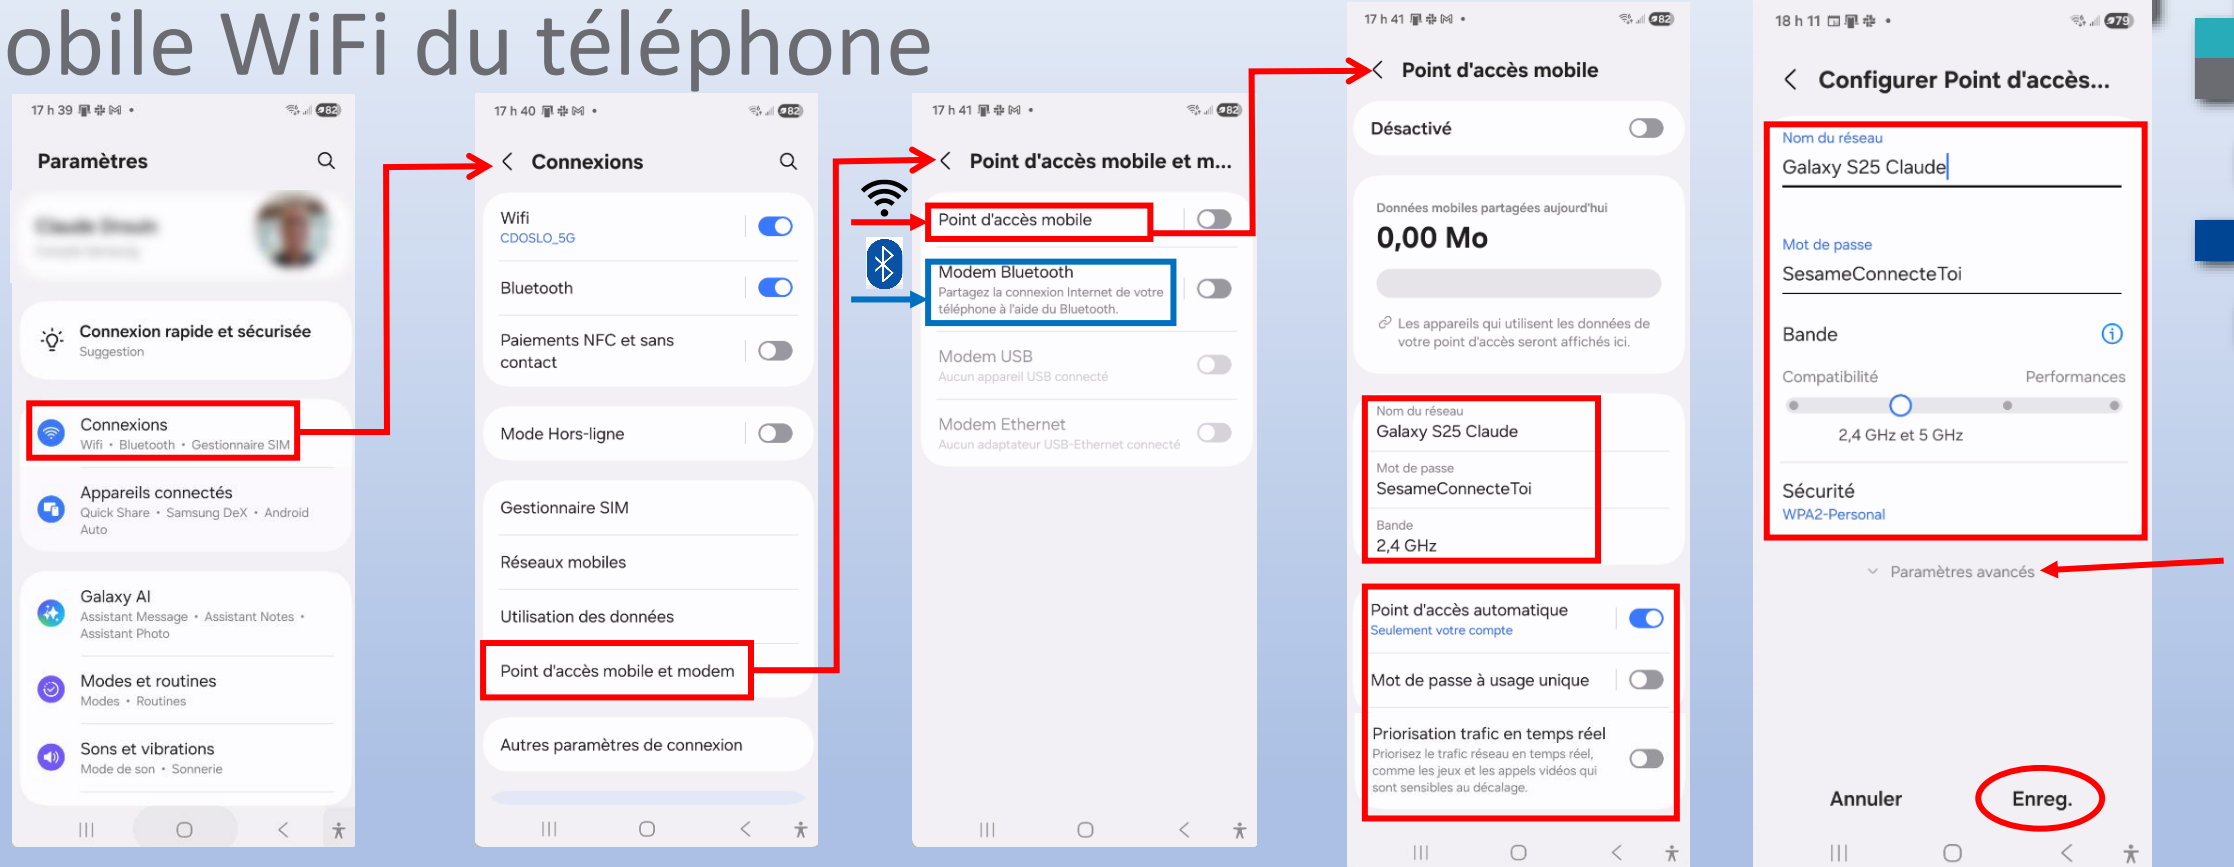 obile WiFi du téléphone
17 h 39
82
Paramètres
Connexion rapide et sécurisée
Suggestion
Connexions
Wifi • Bluetooth • Gestionnaire SIM
Appareils connectés
Quick Share • Samsung DeX • Android
Auto
Galaxy AI
Assistant Message • Assistant Notes •
Assistant Photo
Modes et routines
Modes • Routines
Sons et vibrations
Mode de son • Sonnerie
17 h 40
82
Connexions
Wifi
CDOSLO_5G
Bluetooth
Paiements NFC et sans
contact
Mode Hors-ligne
Gestionnaire SIM
Réseaux mobiles
Utilisation des données
Point d'accès mobile et modem
Autres paramètres de connexion
17 h 41
82
Point d'accès mobile et m...
Point d'accès mobile
Modem Bluetooth
Partagez la connexion Internet de votre
téléphone à l'aide du Bluetooth.
Modem USB
Aucun appareil USB connecté
Modem Ethernet
Aucun adaptateur USB-Ethernet connecté
17 h 41
82
Point d'accès mobile
Désactivé
Données mobiles partagées aujourd'hui
0,00 Mo
Les appareils qui utilisent les données de
votre point d'accès seront affichés ici.
Nom du réseau
Galaxy S25 Claude
Mot de passe
SesameConnecteToi
Bande
2,4 GHz
Point d'accès automatique
Seulement votre compte
Mot de passe à usage unique
Priorisation trafic en temps réel
Priorisez le trafic réseau en temps réel,
comme les jeux et les appels vidéos qui
sont sensibles au décalage.
18 h 11
79
Configurer Point d'accès...
Nom du réseau
Galaxy S25 Claude
Mot de passe
SesameConnecteToi
Bande
Compatibilité Performances
2,4 GHz et 5 GHz
Sécurité
WPA2-Personal
Paramètres avancés
Annuler Enreg.